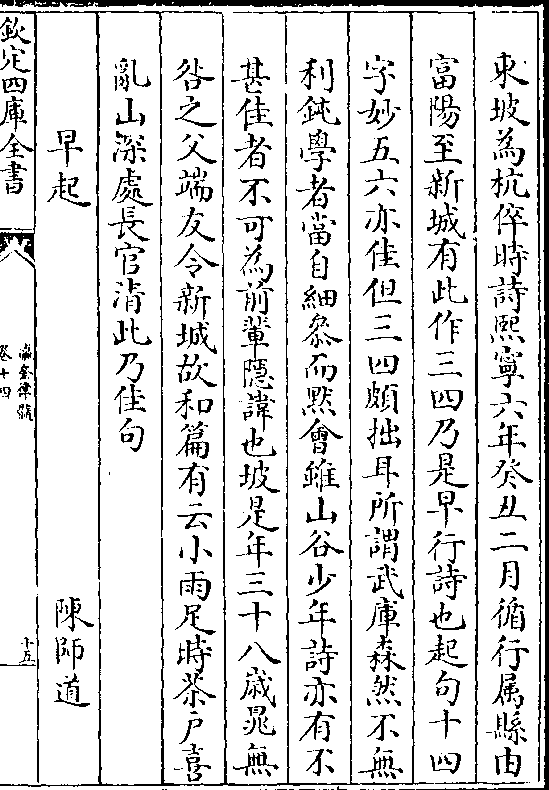 東坡為杭倅時詩熙寧六年癸丑二月循行属縣由
富陽至新城有此作三四乃是早行詩也起句十四
字妙五六亦佳但三四頗拙耳所謂武庫森然不無
利鈍學者當自細叅而黙會雖山谷少年詩亦有不
甚佳者不可為前輩隱諱也坡是年三十八歲晁無
咎之父端友令新城故和篇有云小雨足時茶戶喜
亂山深處長官清此乃佳句
早起 陳師道
欽定四庫全書
瀛奎律髓
卷十四
十五